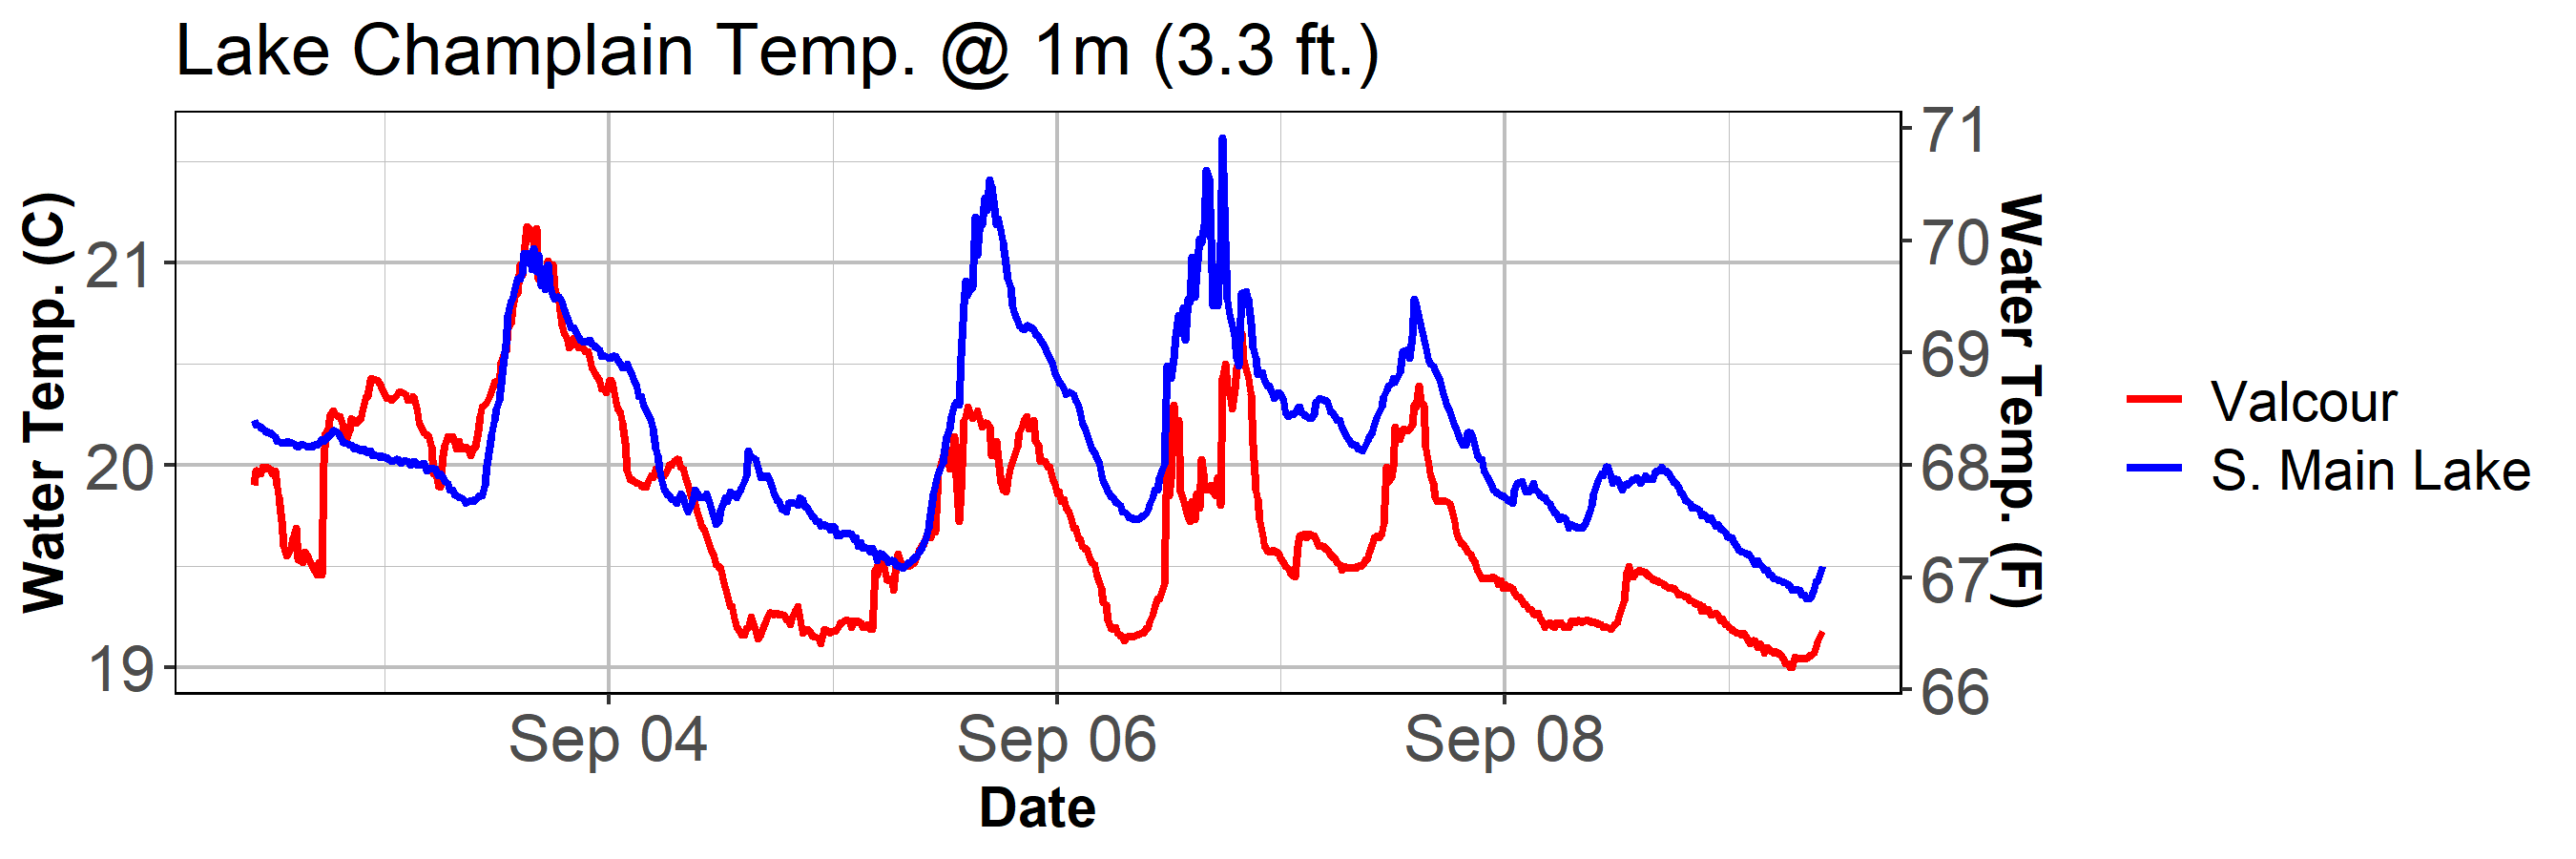 Lake Champlain Temp. @ 1m (3.3 ft.)
Water Temp. (C)
21
20
19
71
70
69
68
67
66
Water Temp. (F)
Sep 04
Sep 06
Sep 08
Date
Valcour
S. Main Lake